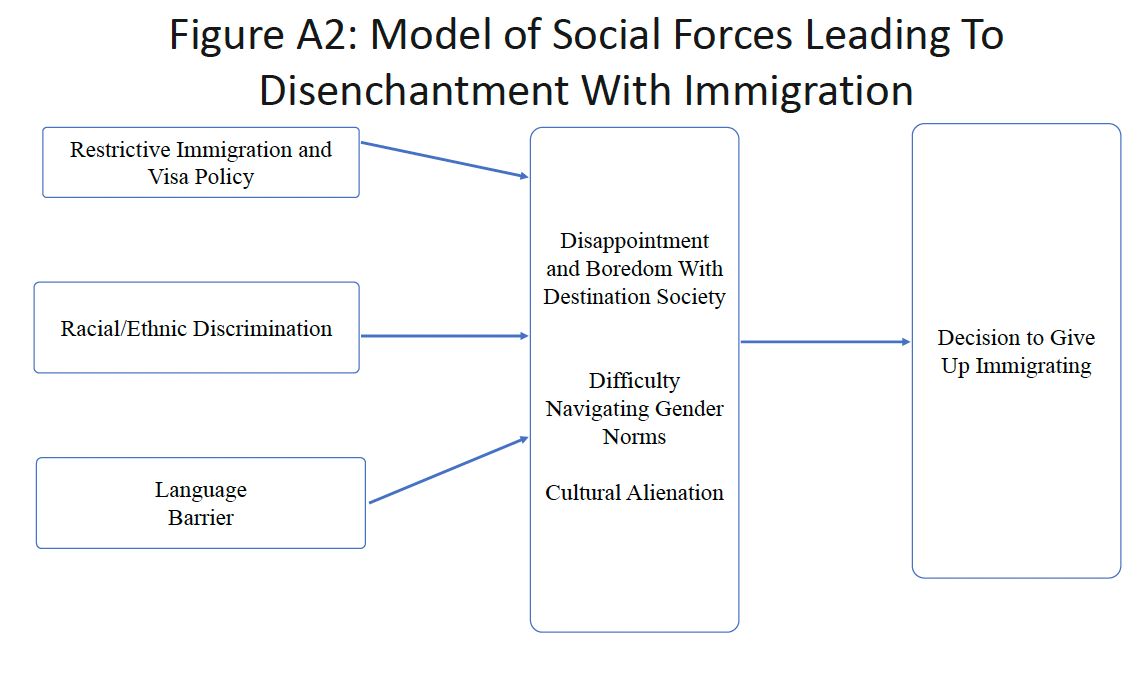 Figure A2: Model of Social Forces Leading To
Disenchantment With Immigration
Restrictive Immigration and
Visa Policy
Racial/Ethnic Discrimination
Language
Barrier
Disappointment
and Boredom With
Destination Society
Difficulty
Navigating Gender
Norms
Cultural Alienation
Decision to Give
Up Immigrating